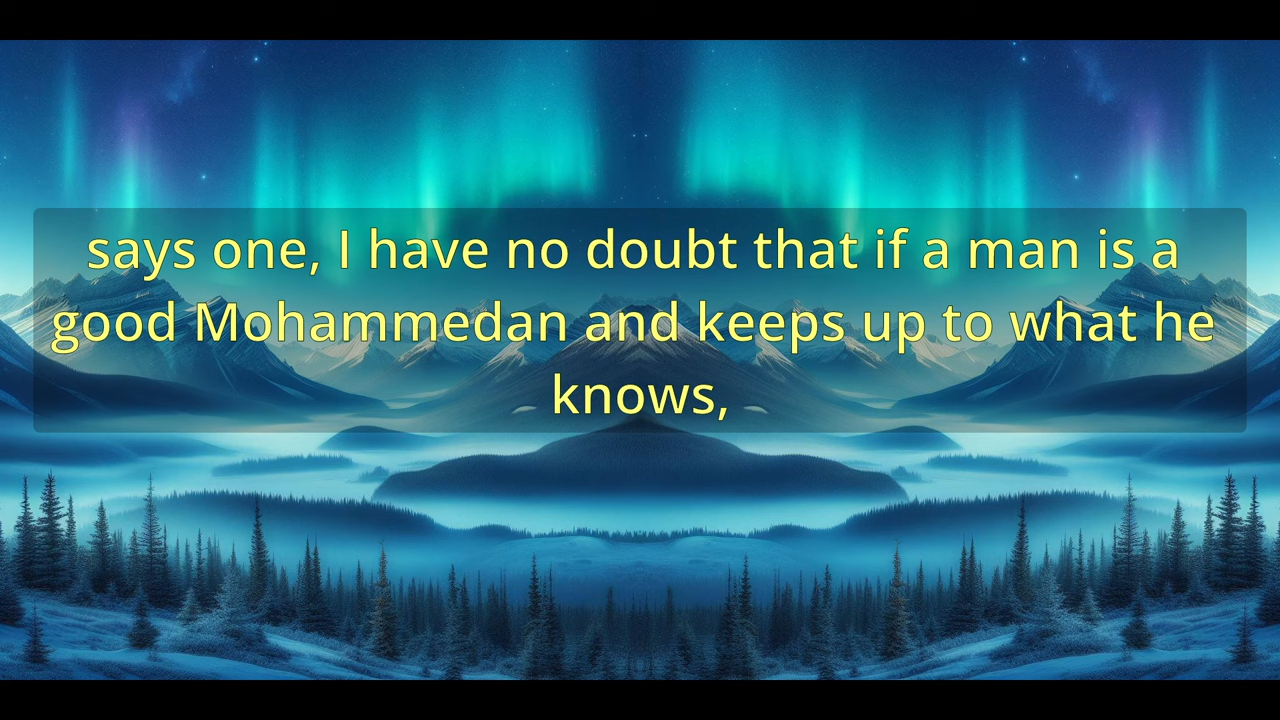 says one, I have no doubt that if a man is a
good Mohammedan and keeps up to what he
knows,